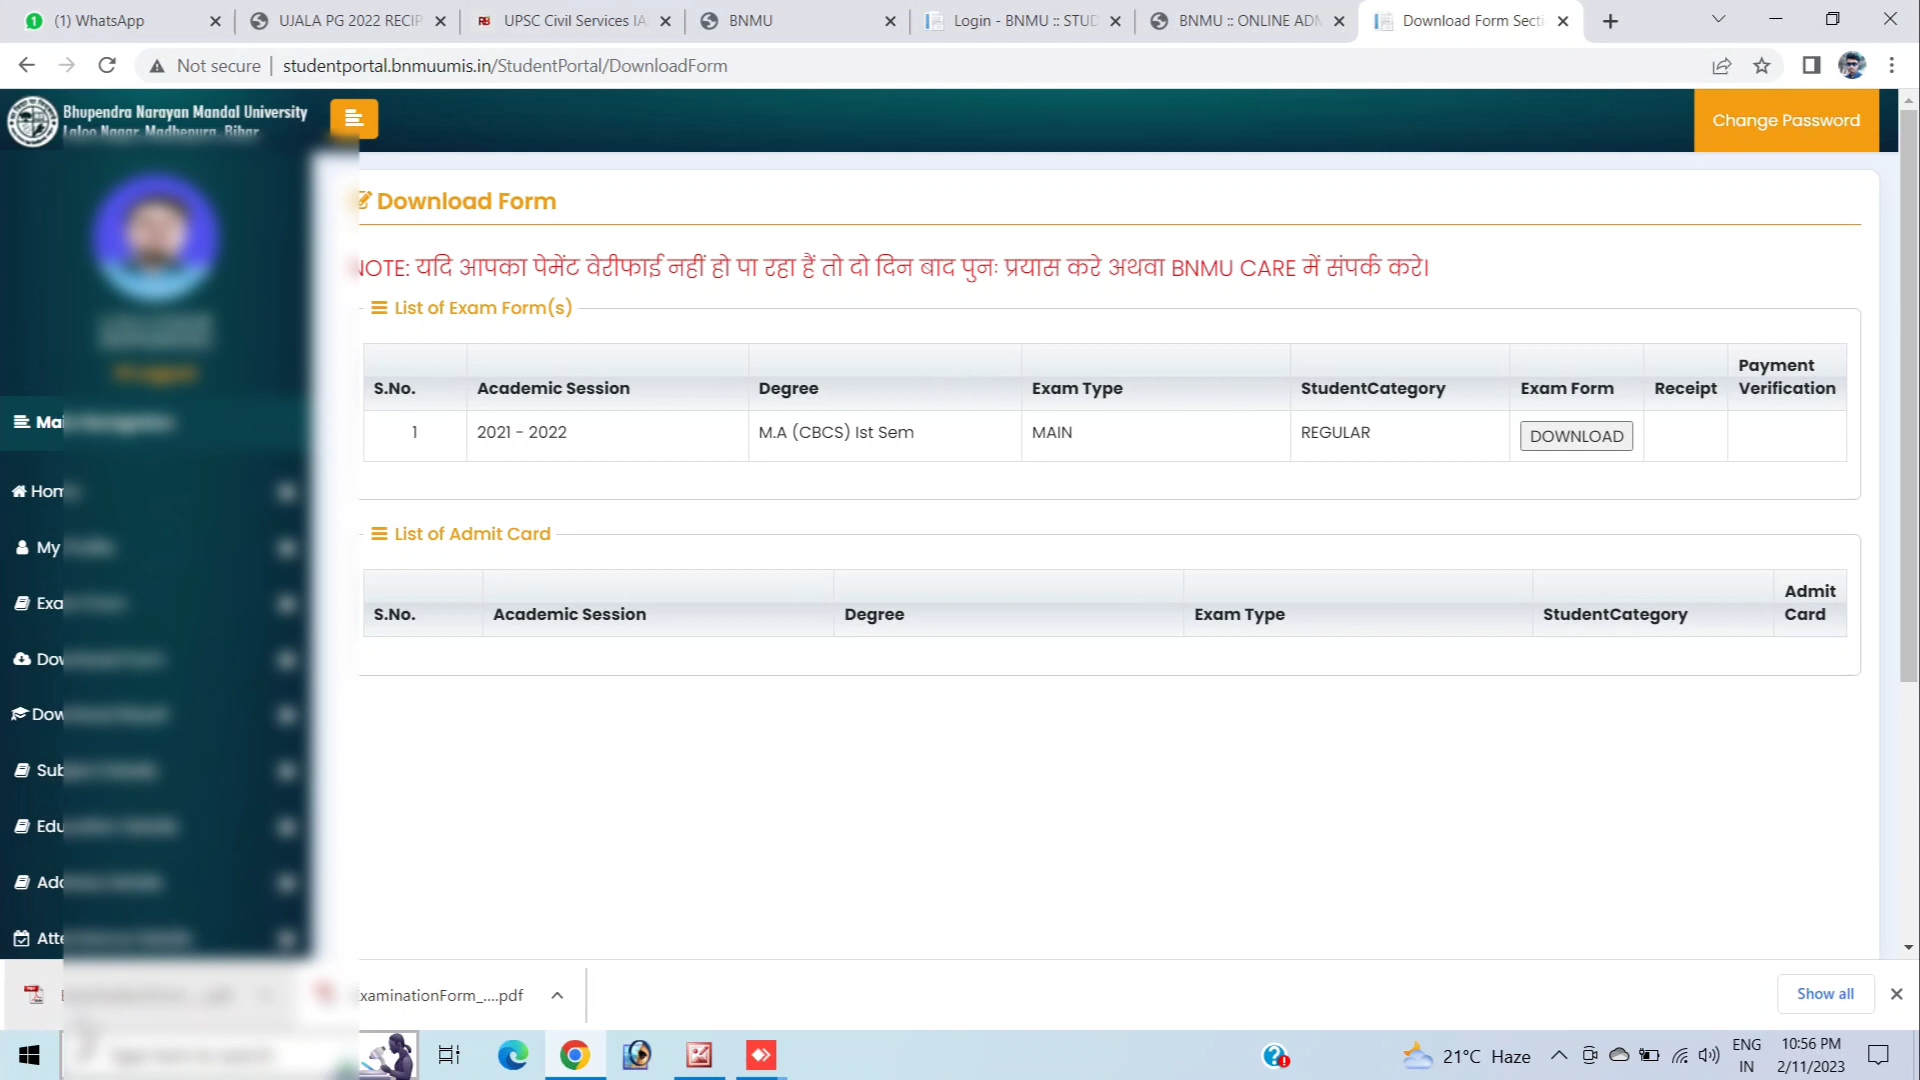 (1) WhatsApp
UJALA PG 2022 RECIP
UPSC Civil Services IA
BNMU
Login - BNMU :: STUD
BNMU :: ONLINE ADM
Download Form Secti
Not secure
studentportal.bnmuumis.in/StudentPortal/DownloadForm
Bhupendra Narayan Mandal University
Laloo Nagar, Madhepura, Bihar
Change Password
Download Form
NOTE: यदि आपका पेमेंट वेरीफाई नहीं हो पा रहा हैं तो दो दिन बाद पुनः प्रयास करे अथवा BNMU CARE में संपर्क करे।
List of Exam Form(s)
S.No. Academic Session Degree Exam Type StudentCategory Exam Form Receipt Payment Verification
1 2021 - 2022 M.A (CBCS) Ist Sem MAIN REGULAR DOWNLOAD
List of Admit Card
S.No. Academic Session Degree Exam Type StudentCategory Admit Card
My
xaminationForm_....pdf
Show all
21°C Haze
ENG
IN
10:56 PM
2/11/2023